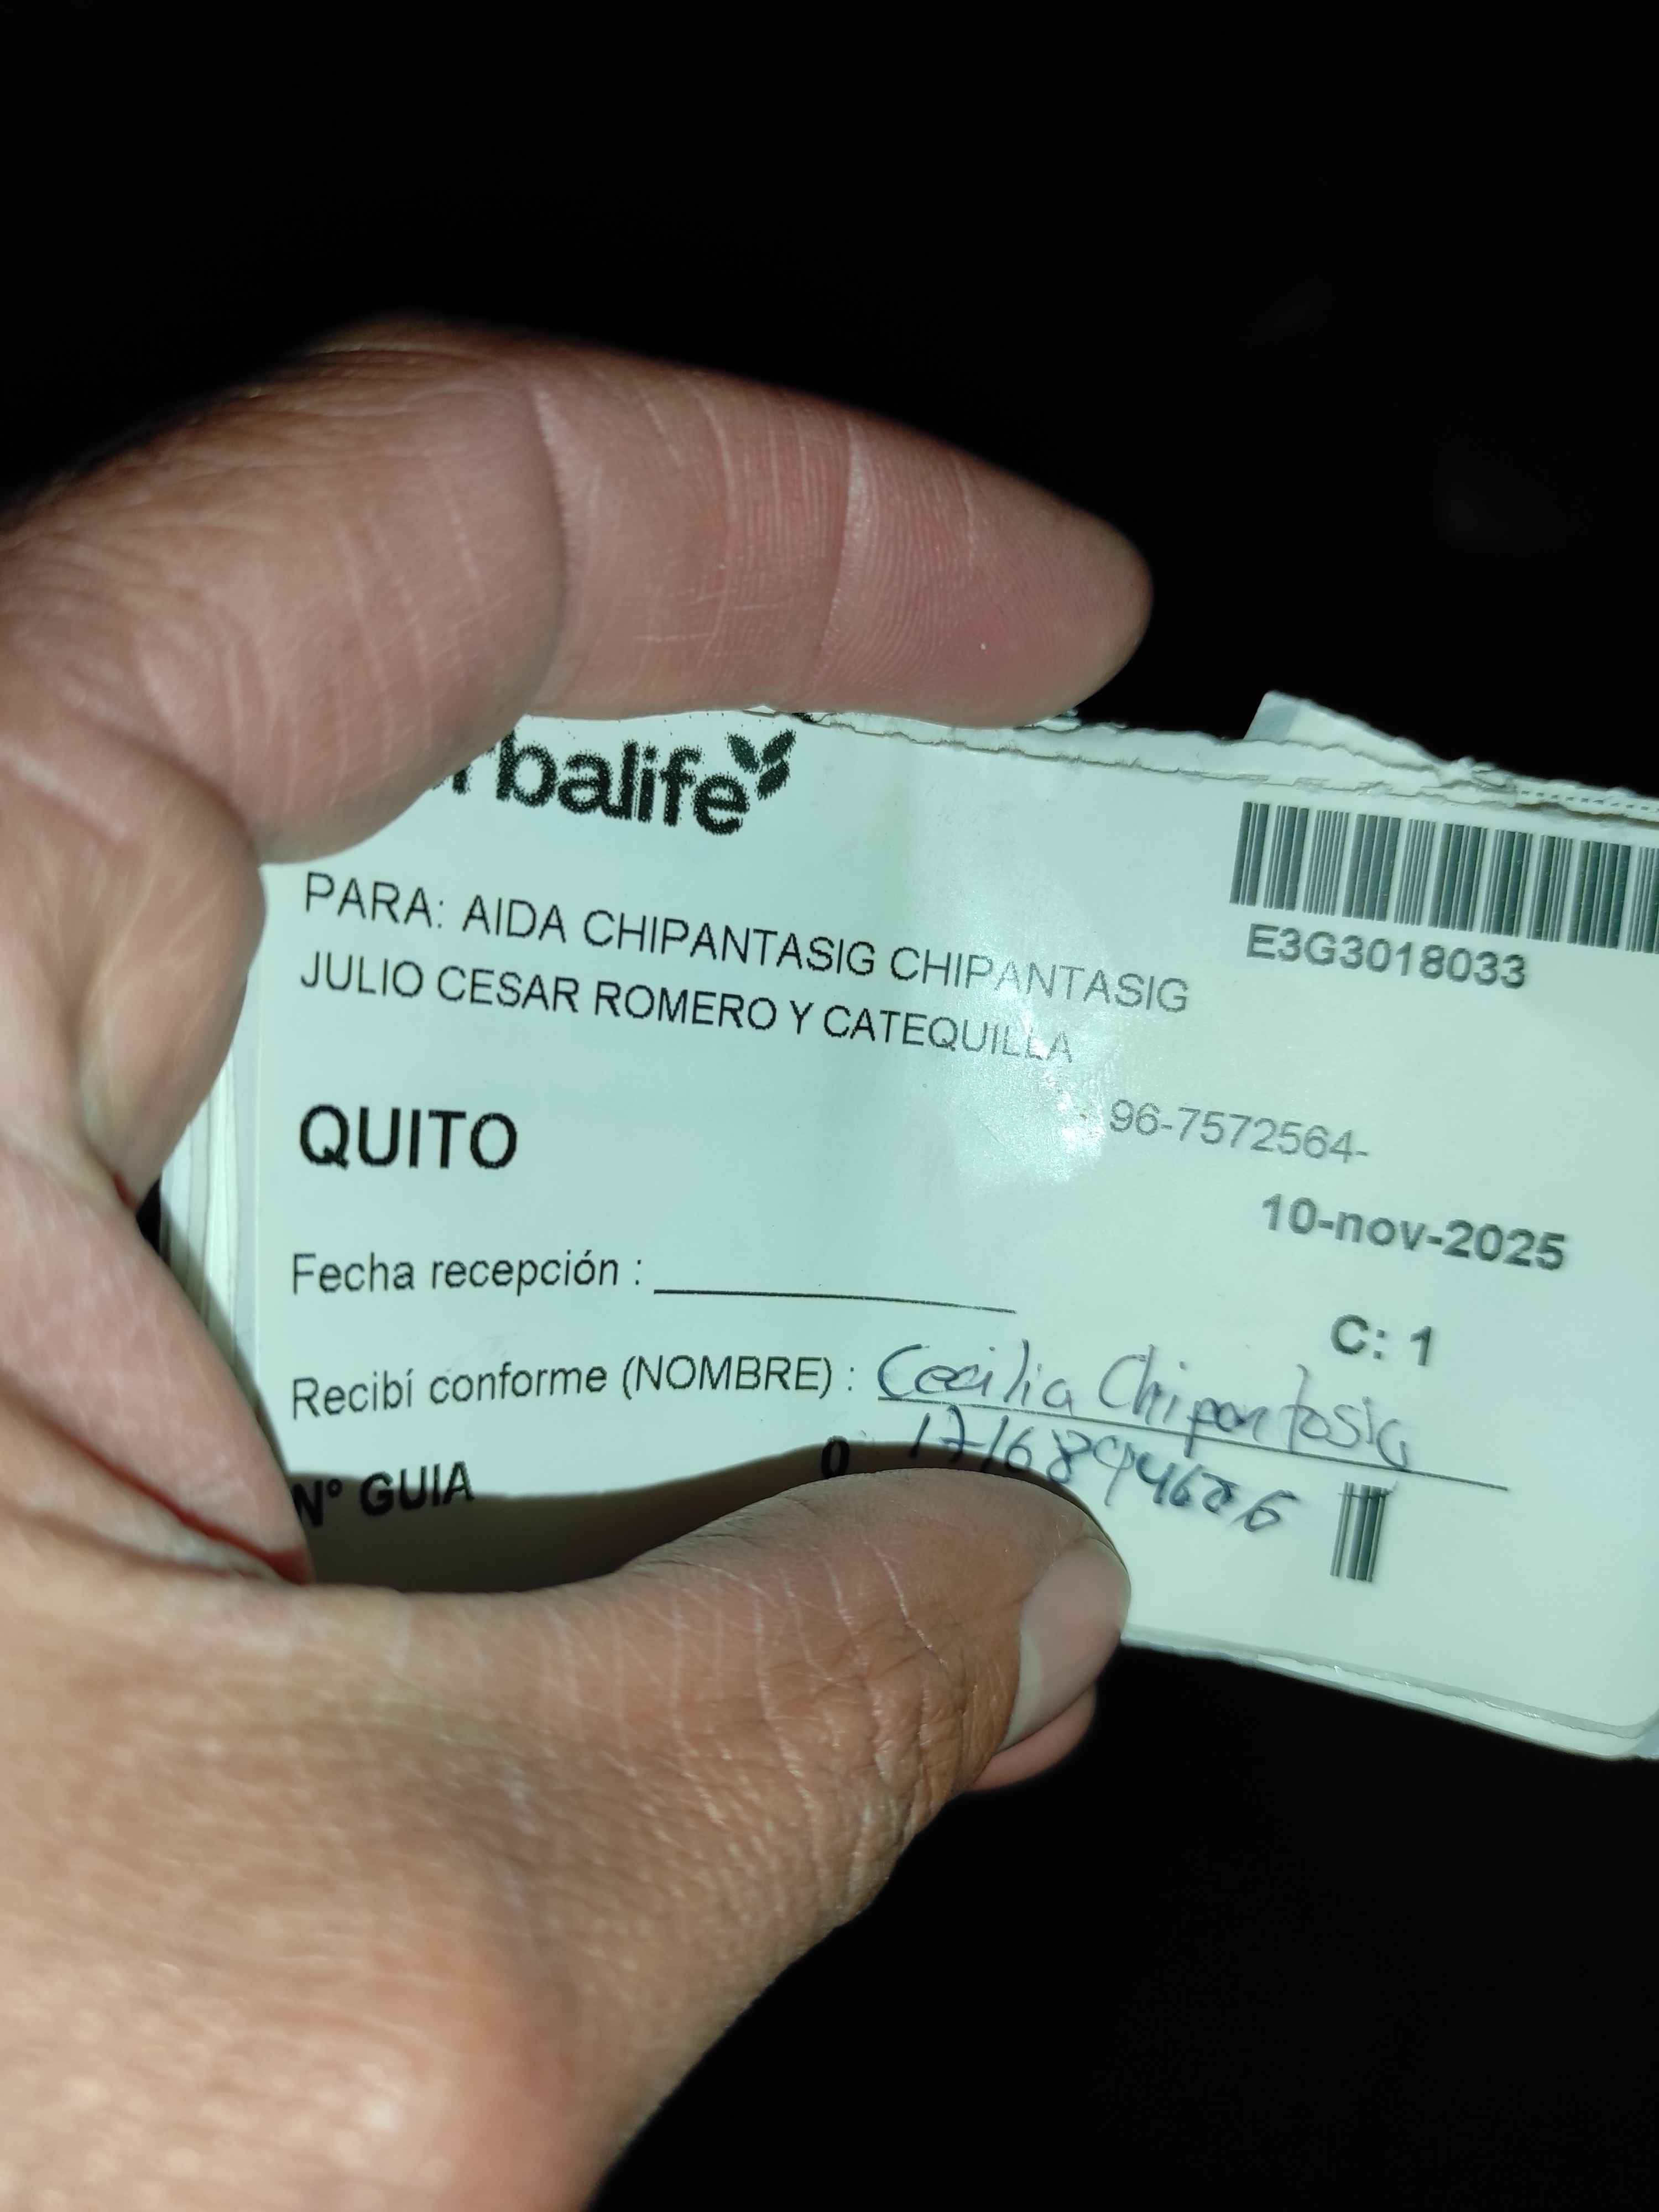 rbalife
E3G3018033
PARA: AIDA CHIPANTASIG CHIPANTASIG
JULIO CESAR ROMERO Y CATEQUILLA
96-7572564-
QUITO
10-nov-2025
Fecha recepción :
C: 1
Recibí conforme (NOMBRE) : Cecilia Chipantasig
N° GUIA 0